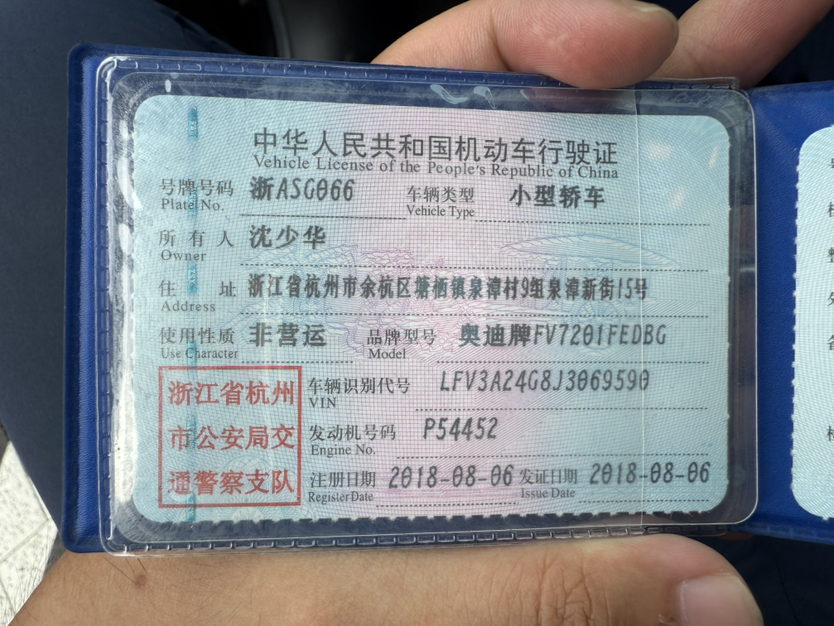 中华人民共和国机动车行驶证
Vehicle License of the People's Republic of China
号牌号码 浙ASG066 车辆类型 小型轿车
Plate No. Vehicle Type
所有人 沈少华
Owner
住址 浙江省杭州市余杭区塘栖镇泉漳村9组泉漳新街15号
Address
使用性质 非营运 品牌型号 奥迪牌FV7201FEDBG
Use Character Model
浙江省杭州
市公安局交
通警察支队
车辆识别代号 LFV3A24G8J3069590
VIN
发动机号码 P54452
Engine No.
注册日期 2018-08-06 发证日期 2018-08-06
Register Date Issue Date